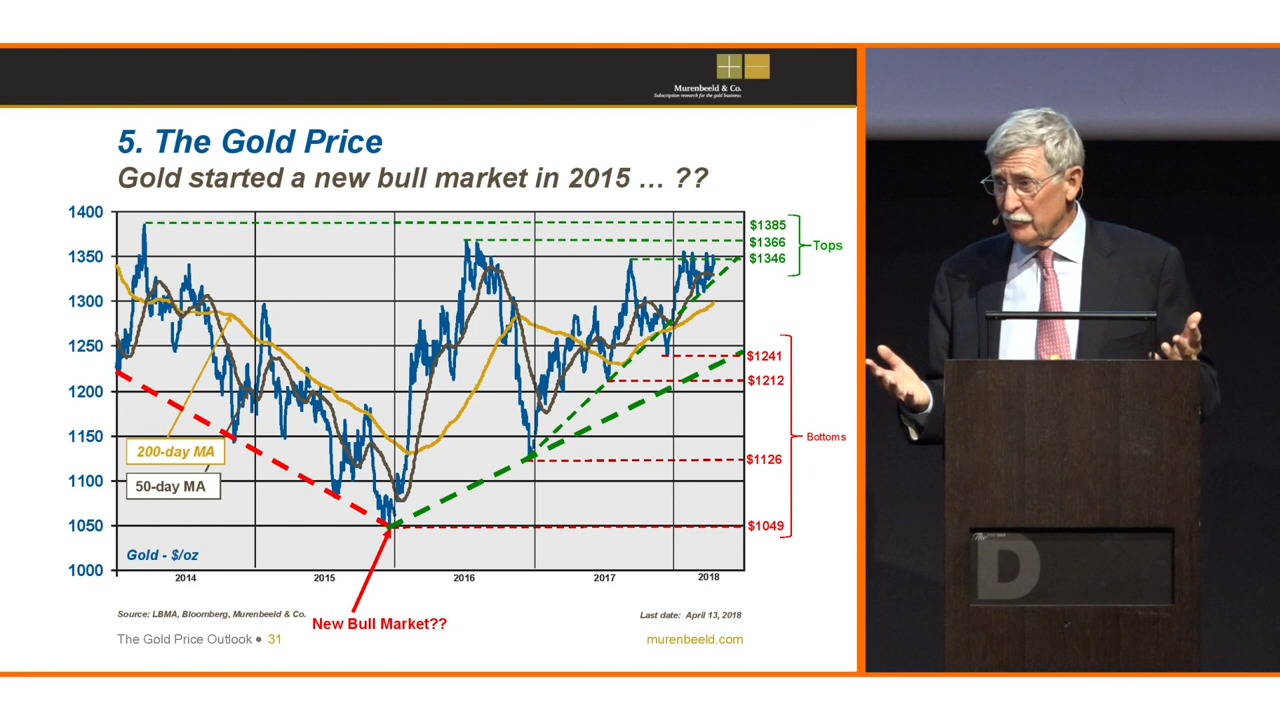 Murenbeeld & Co.
Subscription research for the gold business.
5. The Gold Price
Gold started a new bull market in 2015 … ??
1400
1350
1300
1250
1200
1150
1100
1050
1000
$1385
$1366
$1346
Tops
$1241
$1212
$1126
$1049
Bottoms
200-day MA
50-day MA
Gold - $/oz
2014
2015
2016
2017
2018
Source: LBMA, Bloomberg, Murenbeeld & Co.
Last date: April 13, 2018
New Bull Market??
The Gold Price Outlook • 31
murenbeeld.com
The
D